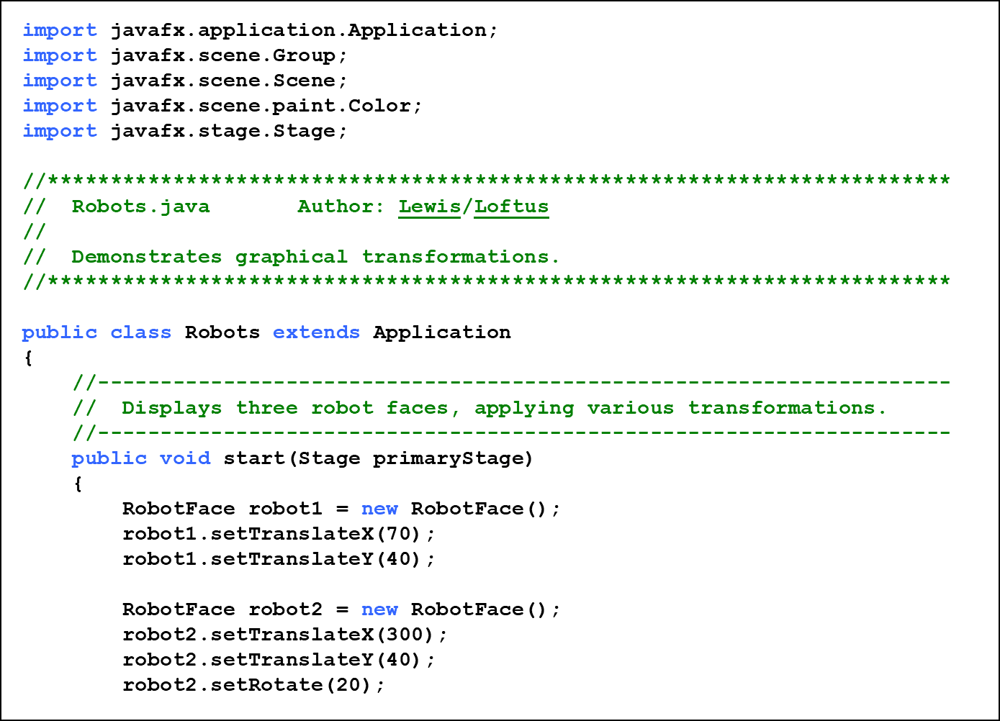 import javafx.application.Application;
import javafx.scene.Group;
import javafx.scene.Scene;
import javafx.scene.paint.Color;
import javafx.stage.Stage;

//************************************************************************
//  Robots.java       Author: Lewis/Loftus
//
//  Demonstrates graphical transformations.
//************************************************************************

public class Robots extends Application
{
    //--------------------------------------------------------------------
    //  Displays three robot faces, applying various transformations.
    //--------------------------------------------------------------------
    public void start(Stage primaryStage)
    {
        RobotFace robot1 = new RobotFace();
        robot1.setTranslateX(70);
        robot1.setTranslateY(40);

        RobotFace robot2 = new RobotFace();
        robot2.setTranslateX(300);
        robot2.setTranslateY(40);
        robot2.setRotate(20);